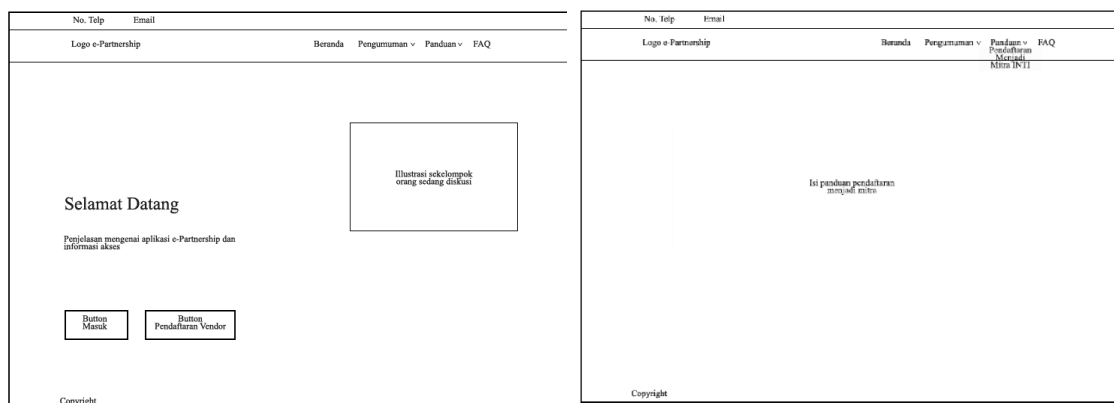 No. Telp Email
Logo e-Partnership Beranda Pengumuman v Panduan v FAQ
Illustrasi sekelompok
orang sedang diskusi
Selamat Datang
Penjelasan mengenai aplikasi e-Partnership dan
informasi akses
Button
Masuk
Button
Pendaftaran Vendor
Copyright
No. Telp Email
Logo e-Partnership Beranda Pengumuman v Panduan v FAQ
Pendaftaran
Menjadi
Mitra INTI
Isi panduan pendaftaran
menjadi mitra
Copyright